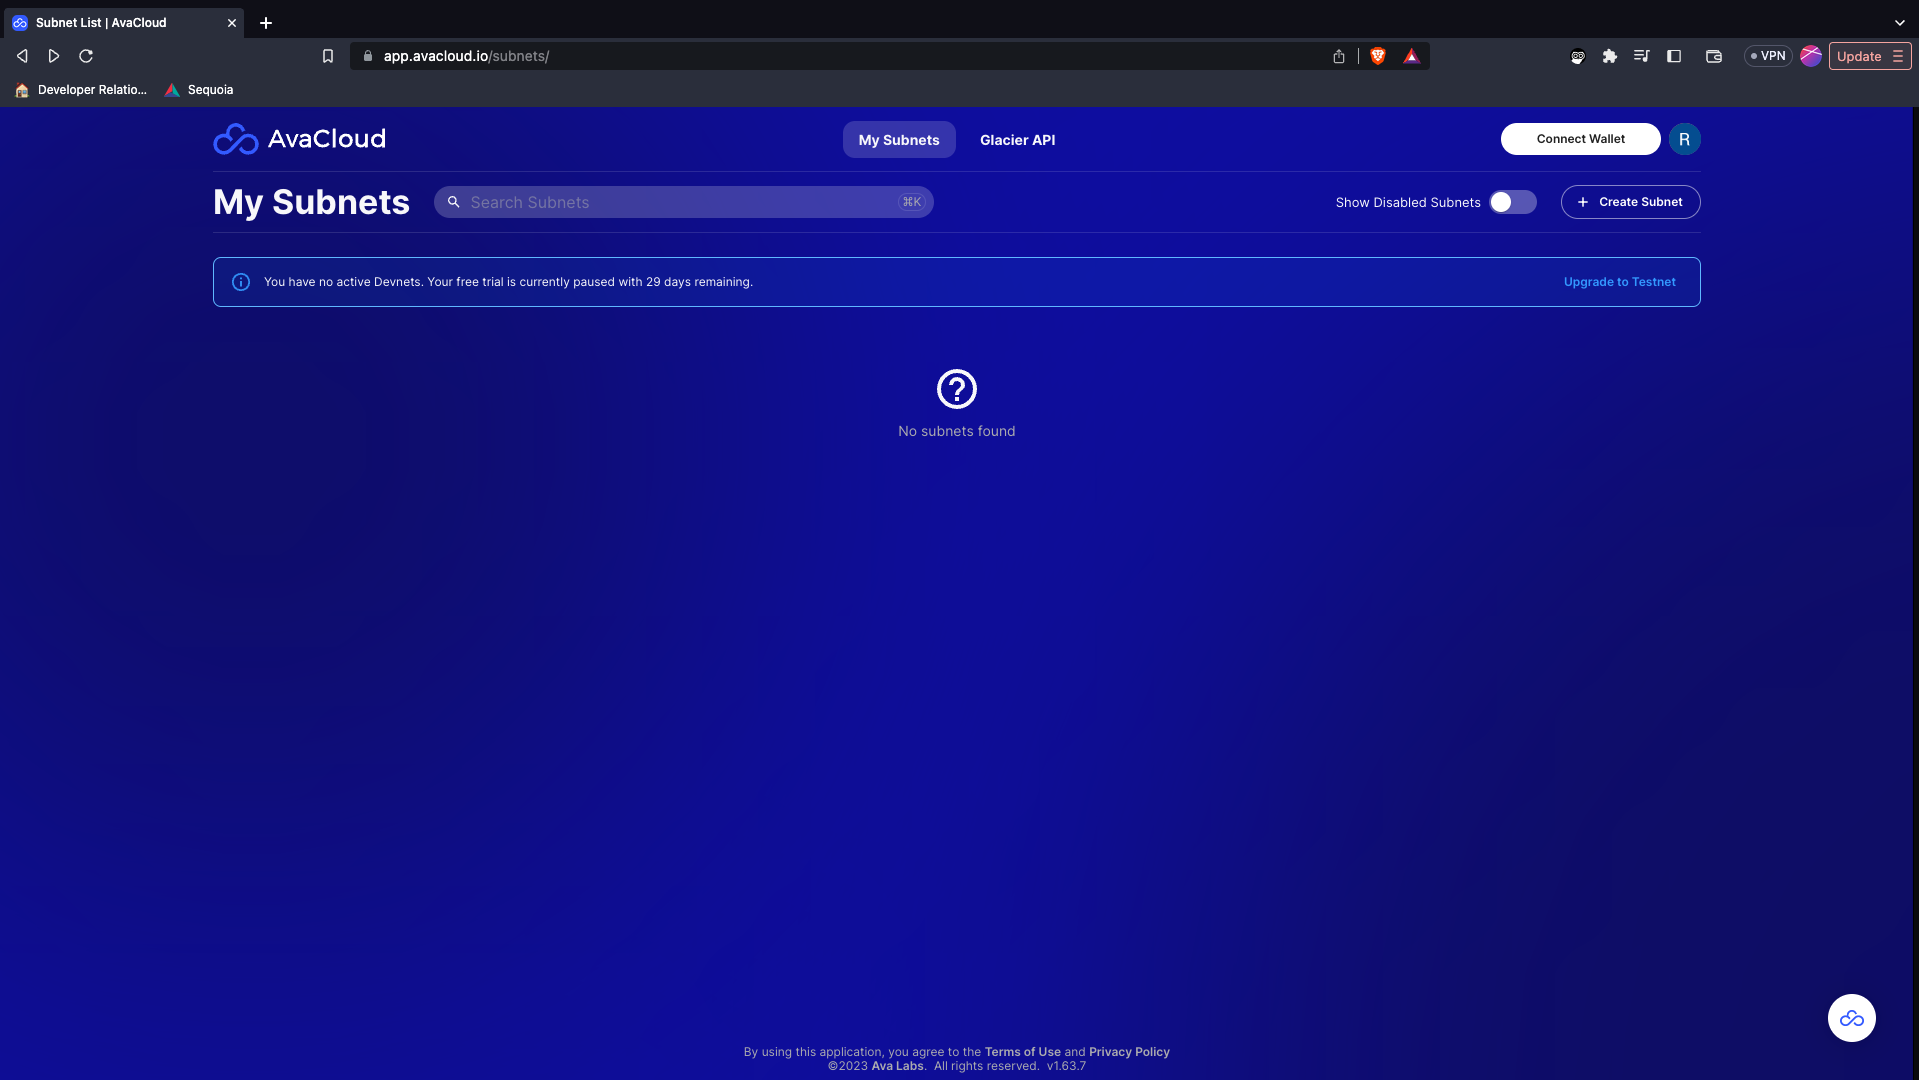 Subnet List | AvaCloud
app.avacloud.io/subnets/
VPN
Update
Developer Relatio...
Sequoia
AvaCloud
My Subnets
Glacier API
Connect Wallet
R
My Subnets
Search Subnets
⌘K
Show Disabled Subnets
+ Create Subnet
You have no active Devnets. Your free trial is currently paused with 29 days remaining.
Upgrade to Testnet
No subnets found
By using this application, you agree to the Terms of Use and Privacy Policy
©2023 Ava Labs. All rights reserved. v1.63.7